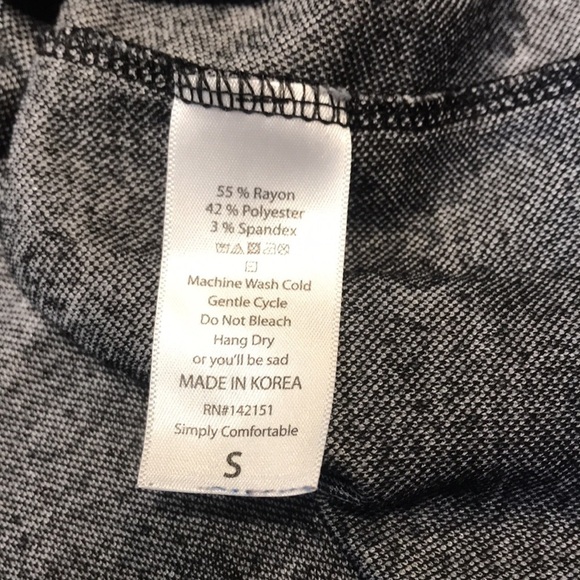 55 % Rayon
42 % Polyester
3 % Spandex
Machine Wash Cold
Gentle Cycle
Do Not Bleach
Hang Dry
or you'll be sad
MADE IN KOREA
RN#142151
Simply Comfortable
S